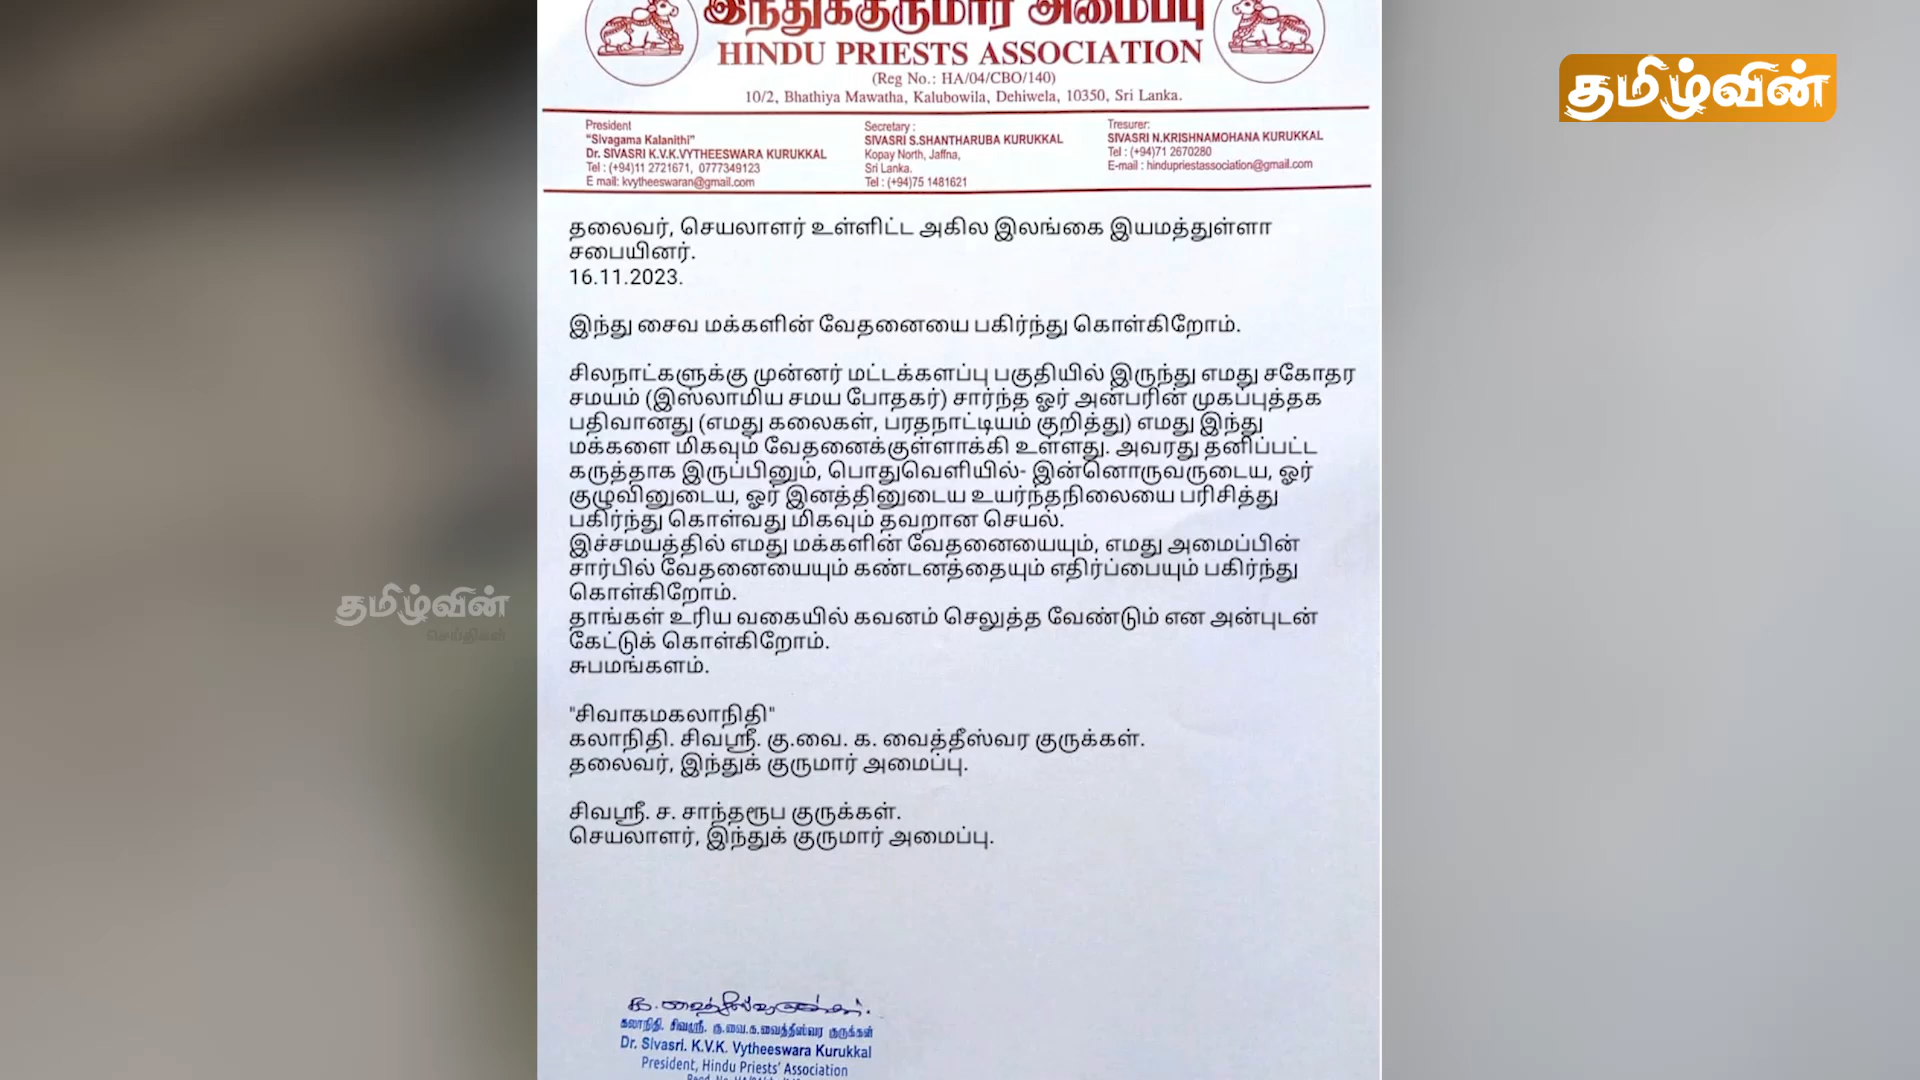 இந்துக்குருமார் அமைப்பு
HINDU PRIESTS ASSOCIATION
(Reg No.: HA/04/CBO/140)
10/2, Bhathiya Mawatha, Kalubowila, Dehiwela, 10350, Sri Lanka.
President
"Sivagama Kalanithi"
Dr. SIVASRI K.V.K.VYTHEESWARA KURUKKAL
Tel : (+94)11 2721671, 0777349123
E mail: kvytheeswaran@gmail.com
Secretary :
SIVASRI S.SHANTHARUBA KURUKKAL
Kopay North, Jaffna,
Sri Lanka.
Tel : (+94)75 1481621
Tresurer:
SIVASRI N.KRISHNAMOHANA KURUKKAL
Tel : (+94)71 2670280
E-mail : hindupriestassociation@gmail.com
தமிழ்வின்
தலைவர், செயலாளர் உள்ளிட்ட அகில இலங்கை இயமத்துள்ளா
சபையினர்.
16.11.2023.
இந்து சைவ மக்களின் வேதனையை பகிர்ந்து கொள்கிறோம்.
சிலநாட்களுக்கு முன்னர் மட்டக்களப்பு பகுதியில் இருந்து எமது சகோதர
சமயம் (இஸ்லாமிய சமய போதகர்) சார்ந்த ஓர் அன்பரின் முகப்புத்தக
பதிவானது (எமது கலைகள், பரதநாட்டியம் குறித்து) எமது இந்து
மக்களை மிகவும் வேதனைக்குள்ளாக்கி உள்ளது. அவரது தனிப்பட்ட
கருத்தாக இருப்பினும், பொதுவெளியில்- இன்னொருவருடைய, ஓர்
குழுவினுடைய, ஓர் இனத்தினுடைய உயர்ந்தநிலையை பரிசித்து
பகிர்ந்து கொள்வது மிகவும் தவறான செயல்.
இச்சமயத்தில் எமது மக்களின் வேதனையையும், எமது அமைப்பின்
சார்பில் வேதனையையும் கண்டனத்தையும் எதிர்ப்பையும் பகிர்ந்து
கொள்கிறோம்.
தாங்கள் உரிய வகையில் கவனம் செலுத்த வேண்டும் என அன்புடன்
கேட்டுக் கொள்கிறோம்.
சுபமங்களம்.
தமிழ்வின்
செய்திகள்
"சிவாகமகலாநிதி"
கலாநிதி. சிவஸ்ரீ. கு.வை. க. வைத்தீஸ்வர குருக்கள்.
தலைவர், இந்துக் குருமார் அமைப்பு.
சிவஸ்ரீ. ச. சாந்தரூப குருக்கள்.
செயலாளர், இந்துக் குருமார் அமைப்பு.
க. வைத்தீஸ்வரகுருக்கள்.
கலாநிதி. சிவஸ்ரீ. கு.வை.க.வைத்தீஸ்வர குருக்கள்
Dr. Sivasri. K.V.K. Vytheeswara Kurukkal
President, Hindu Priests' Association